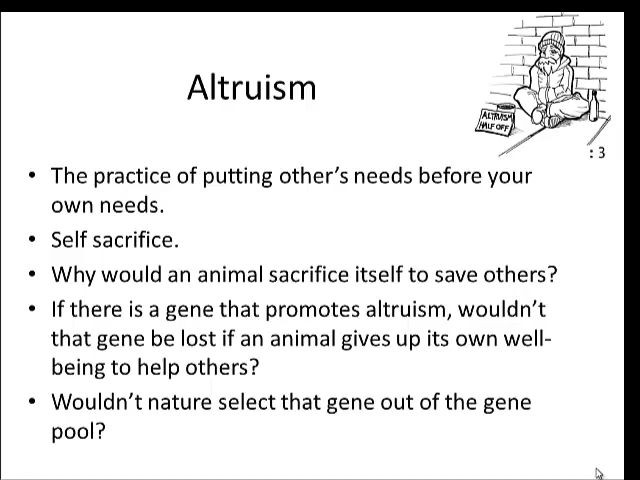 Altruism
ALTRUISM
HALF OFF
: 3
• The practice of putting other’s needs before your
own needs.
• Self sacrifice.
• Why would an animal sacrifice itself to save others?
• If there is a gene that promotes altruism, wouldn’t
that gene be lost if an animal gives up its own well-
being to help others?
• Wouldn’t nature select that gene out of the gene
pool?